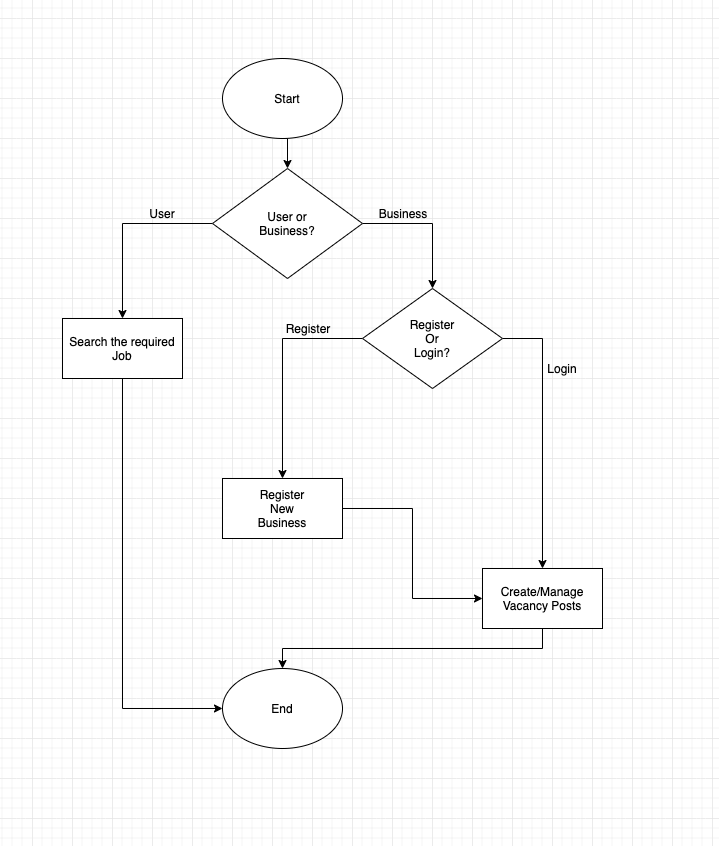 Start
User or
Business?
User
Business
Register
Or
Login?
Register
Login
Search the required
Job
Register
New
Business
Create/Manage
Vacancy Posts
End